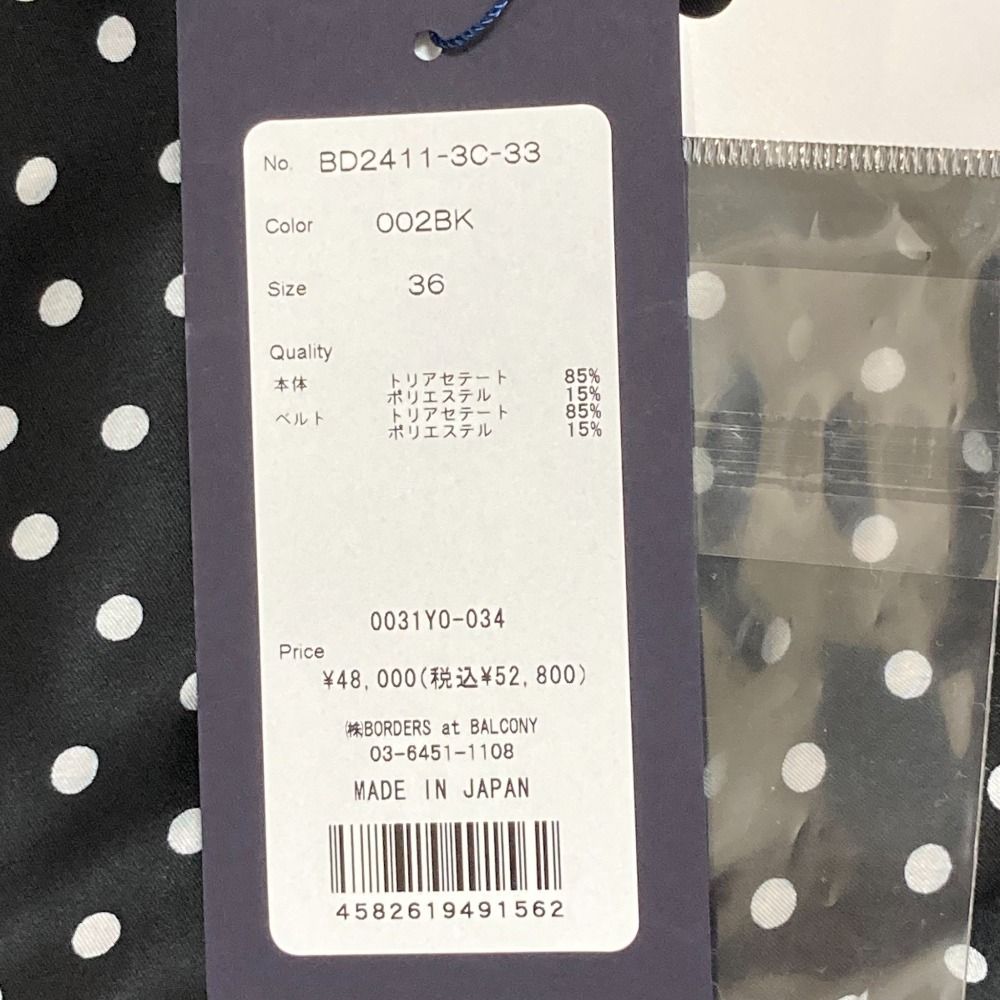 No. BD2411-3C-33
Color 002BK
Size 36
Quality
本体 トリアセテート 85%
ポリエステル 15%
ベルト トリアセテート 85%
ポリエステル 15%
0031Y0-034
Price
¥48,000(税込¥52,800)
㈱BORDERS at BALCONY
03-6451-1108
MADE IN JAPAN
4582619491562